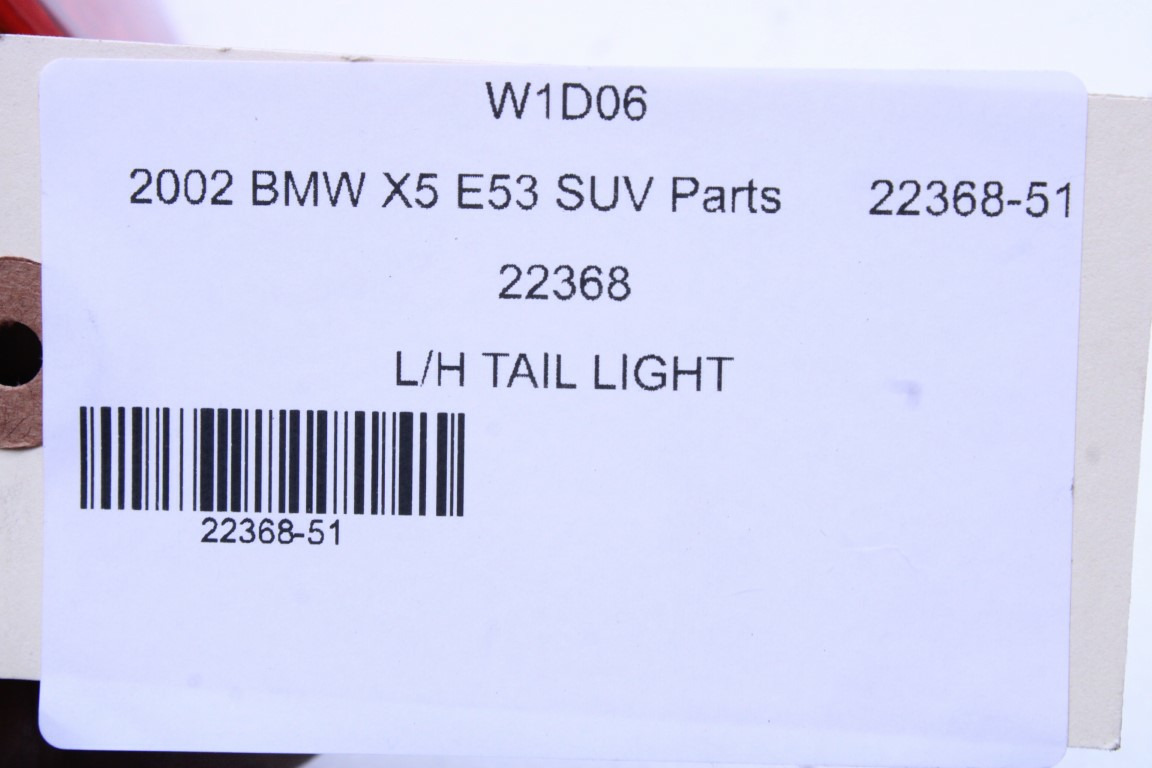 W1D06
2002 BMW X5 E53 SUV Parts 22368-51
22368
L/H TAIL LIGHT
22368-51